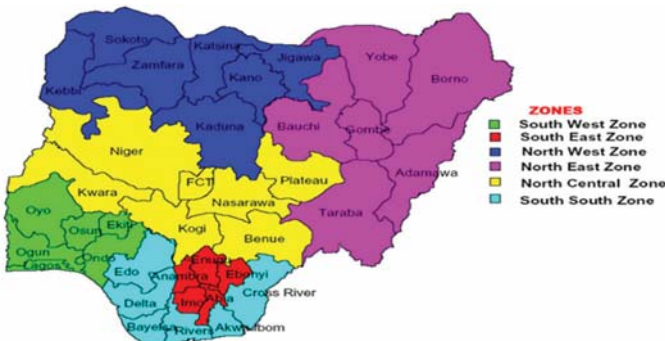 Sokoto
Katsina
Jigawa
Yobe
Borno
Zamfara
Kano
Kebbi
Kaduna
Bauchi
Gombe
Adamawa
Niger
FCT
Plateau
Kwara
Nasarawa
Taraba
Oyo
Osun
Ekiti
Kogi
Benue
Ogun
Ondo
Lagos
Edo
Enugu
Anambra
Ebonyi
Cross River
Delta
Imo
Abia
Bayelsa
Rivers
Akwa Ibom
ZONES
South West Zone
South East Zone
North West Zone
North East Zone
North Central Zone
South South Zone